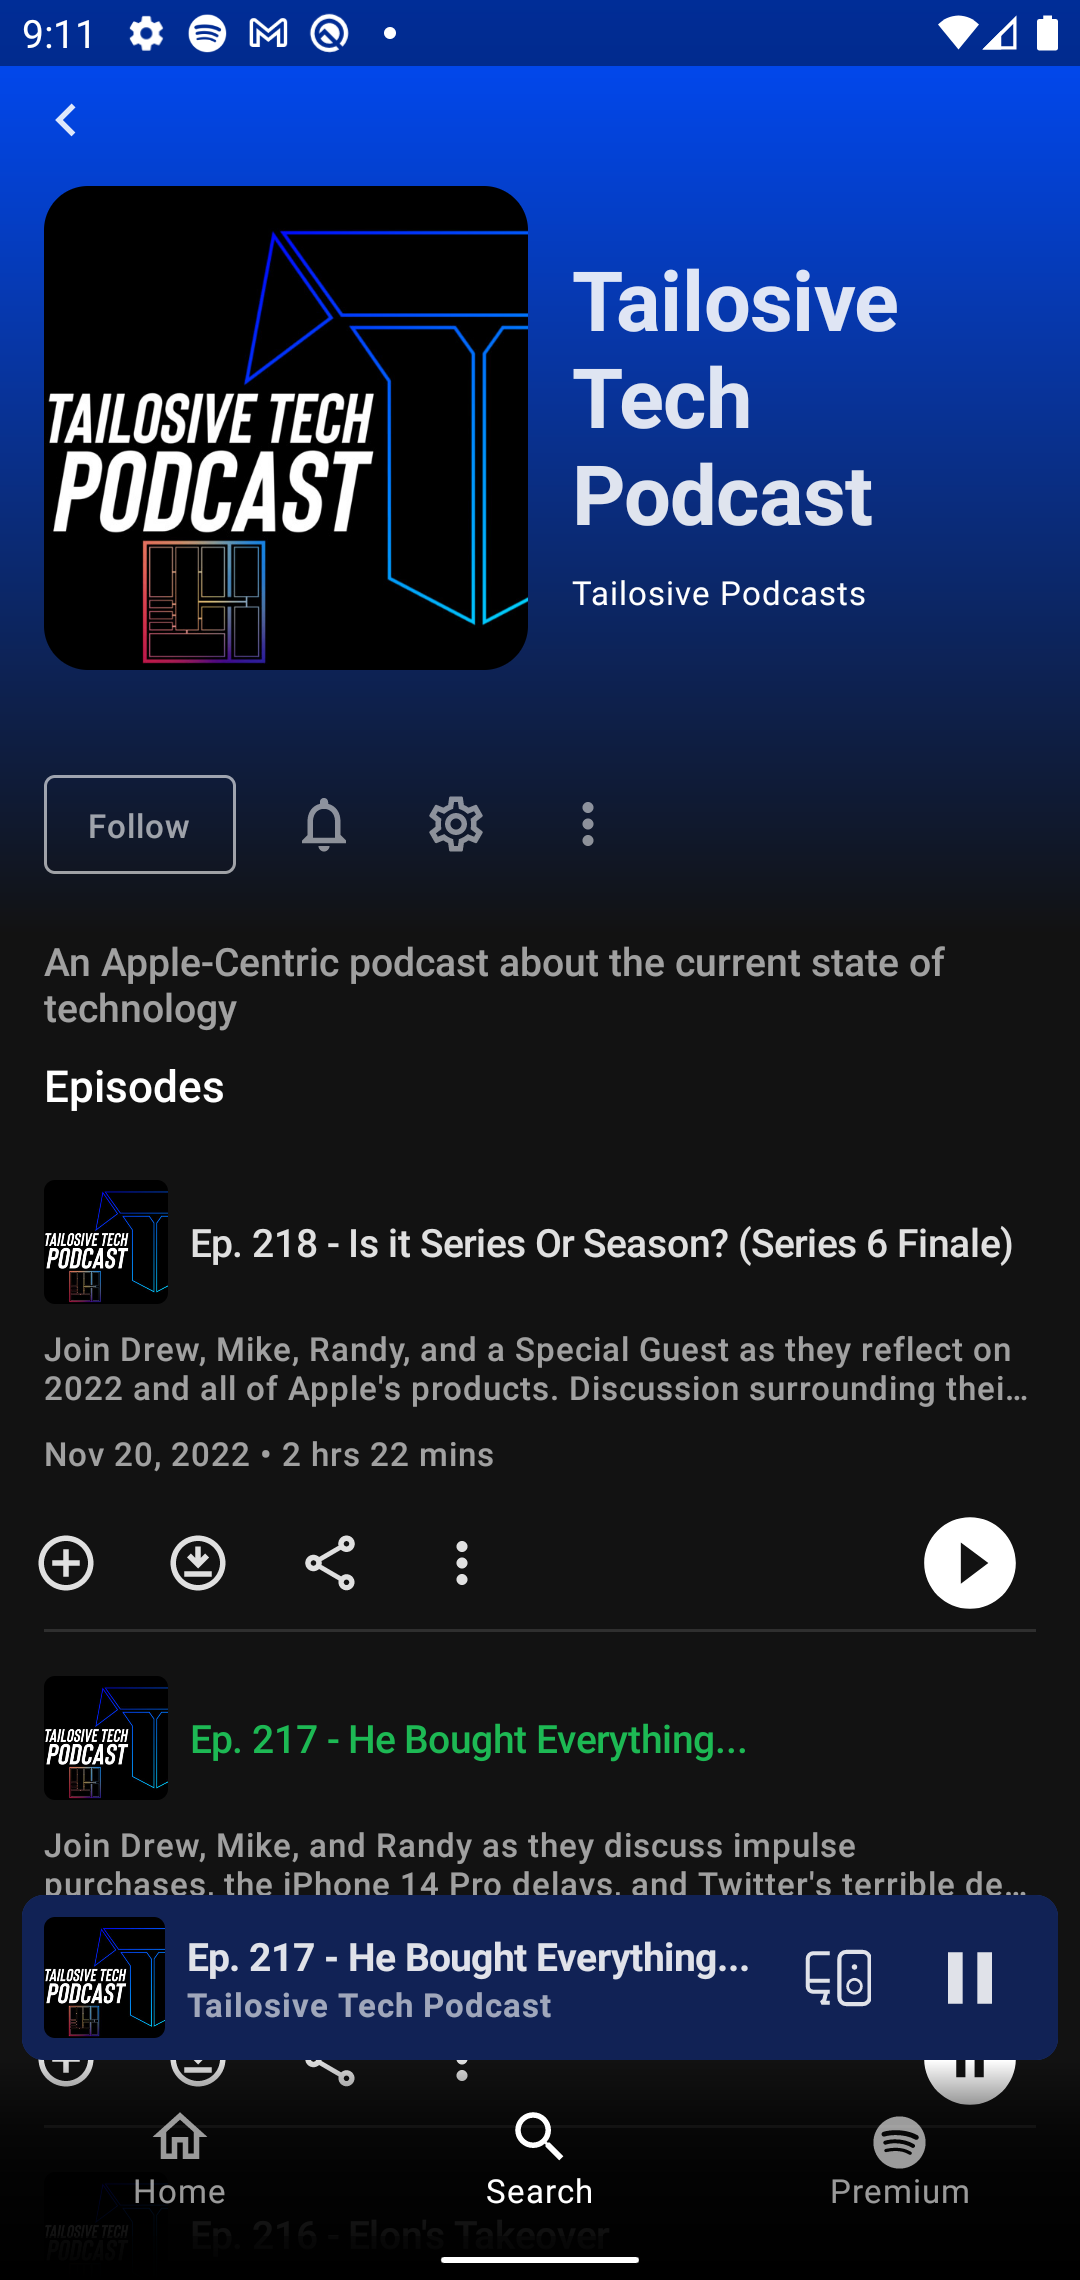 9:11
TAILOSIVE TECH
PODCAST
Tailosive
Tech
Podcast
Tailosive Podcasts
Follow
An Apple-Centric podcast about the current state of
technology
Episodes
TAILOSIVE TECH
PODCAST
Ep. 218 - Is it Series Or Season? (Series 6 Finale)
Join Drew, Mike, Randy, and a Special Guest as they reflect on
2022 and all of Apple's products. Discussion surrounding thei...
Nov 20, 2022 • 2 hrs 22 mins
TAILOSIVE TECH
PODCAST
Ep. 217 - He Bought Everything...
Join Drew, Mike, and Randy as they discuss impulse
purchases, the iPhone 14 Pro delays, and Twitter's terrible de...
TAILOSIVE TECH
PODCAST
Ep. 217 - He Bought Everything...
Tailosive Tech Podcast
Home
Search
Premium
TAILOSIVE TECH
PODCAST
Ep. 216 - Elon's Takeover